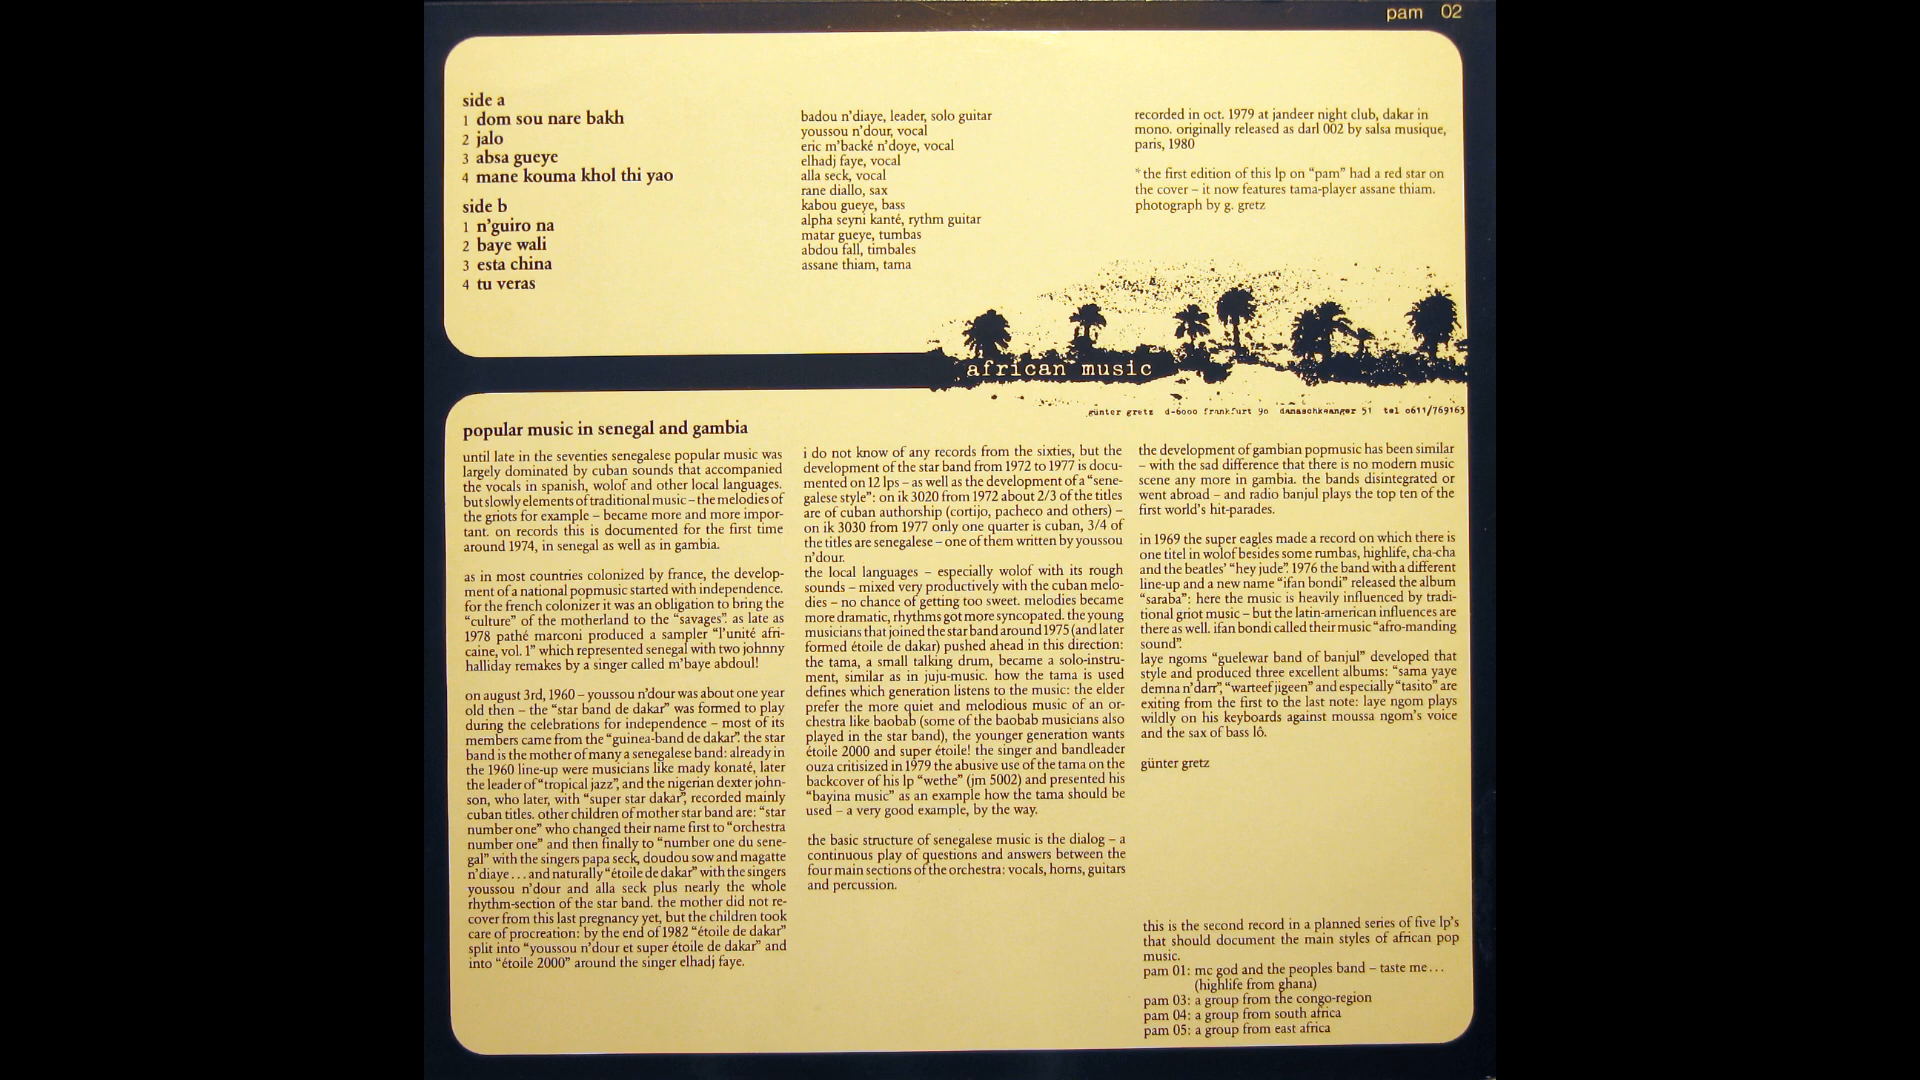 pam 02
side a
1 dom sou nare bakh
2 jalo
3 absa gueye
4 mane kouma khol thi yao
side b
1 n'guiro na
2 baye wali
3 esta china
4 tu veras
badou n'diaye, leader, solo guitar
youssou n'dour, vocal
eric m'backé n'doye, vocal
elhadj faye, vocal
alla seck, vocal
rane diallo, sax
kabou gueye, bass
alpha seyni kanté, rythm guitar
matar gueye, tumbas
abdou fall, timbales
assane thiam, tama
recorded in oct. 1979 at jandeer night club, dakar in
mono. originally released as darl 002 by salsa musique,
paris, 1980
* the first edition of this lp on "pam" had a red star on
the cover – it now features tama-player assane thiam.
photograph by g. gretz
african music
günter gretz d-6000 frankfurt 90 damaschkeanger 51 tel 0611/769163
popular music in senegal and gambia
until late in the seventies senegalese popular music was
largely dominated by cuban sounds that accompanied
the vocals in spanish, wolof and other local languages.
but slowly elements of traditional music – the melodies of
the griots for example – became more and more impor-
tant. on records this is documented for the first time
around 1974, in senegal as well as in gambia.
as in most countries colonized by france, the develop-
ment of a national popmusic started with independence.
for the french colonizer it was an obligation to bring the
"culture" of the motherland to the "savages". as late as
1978 pathé marconi produced a sampler "l'unité afri-
caine, vol. 1" which represented senegal with two johnny
halliday remakes by a singer called m'baye abdoul!
on august 3rd, 1960 – youssou n'dour was about one year
old then – the "star band de dakar" was formed to play
during the celebrations for independence – most of its
members came from the "guinea-band de dakar". the star
band is the mother of many a senegalese band: already in
the 1960 line-up were musicians like mady konaté, later
the leader of "tropical jazz", and the nigerian dexter john-
son, who later, with "super star dakar", recorded mainly
cuban titles. other children of mother star band are: "star
number one" who changed their name first to "orchestra
number one" and then finally to "number one du sene-
gal" with the singers papa seck, doudou sow and magatte
n'diaye . . . and naturally "étoile de dakar" with the singers
youssou n'dour and alla seck plus nearly the whole
rhythm-section of the star band. the mother did not re-
cover from this last pregnancy yet, but the children took
care of procreation: by the end of 1982 "étoile de dakar"
split into "youssou n'dour et super étoile de dakar" and
into "étoile 2000" around the singer elhadj faye.
i do not know of any records from the sixties, but the
development of the star band from 1972 to 1977 is docu-
mented on 12 lps – as well as the development of a "sene-
galese style": on ik 3020 from 1972 about 2/3 of the titles
are of cuban authorship (cortijo, pacheco and others) –
on ik 3030 from 1977 only one quarter is cuban, 3/4 of
the titles are senegalese – one of them written by youssou
n'dour.
the local languages – especially wolof with its rough
sounds – mixed very productively with the cuban melo-
dies – no chance of getting too sweet. melodies became
more dramatic, rhythms got more syncopated. the young
musicians that joined the star band around 1975 (and later
formed étoile de dakar) pushed ahead in this direction:
the tama, a small talking drum, became a solo-instru-
ment, similar as in juju-music. how the tama is used
defines which generation listens to the music: the elder
prefer the more quiet and melodious music of an or-
chestra like baobab (some of the baobab musicians also
played in the star band), the younger generation wants
étoile 2000 and super étoile! the singer and bandleader
ouza critisized in 1979 the abusive use of the tama on the
backcover of his lp "wethe" (jm 5002) and presented his
"bayina music" as an example how the tama should be
used – a very good example, by the way.
the basic structure of senegalese music is the dialog – a
continuous play of questions and answers between the
four main sections of the orchestra: vocals, horns, guitars
and percussion.
the development of gambian popmusic has been similar
– with the sad difference that there is no modern music
scene any more in gambia. the bands disintegrated or
went abroad – and radio banjul plays the top ten of the
first world's hit-parades.
in 1969 the super eagles made a record on which there is
one titel in wolof besides some rumbas, highlife, cha-cha
and the beatles' "hey jude". 1976 the band with a different
line-up and a new name "ifan bondi" released the album
"saraba": here the music is heavily influenced by tradi-
tional griot music – but the latin-american influences are
there as well. ifan bondi called their music "afro-manding
sound".
laye ngoms "guelewar band of banjul" developed that
style and produced three excellent albums: "sama yaye
demna n'darr", "warteef jigeen" and especially "tasito" are
exiting from the first to the last note: laye ngom plays
wildly on his keyboards against moussa ngom's voice
and the sax of bass lô.
günter gretz
this is the second record in a planned series of five lp's
that should document the main styles of african pop
music.
pam 01: mc god and the peoples band – taste me . . .
(highlife from ghana)
pam 03: a group from the congo-region
pam 04: a group from south africa
pam 05: a group from east africa